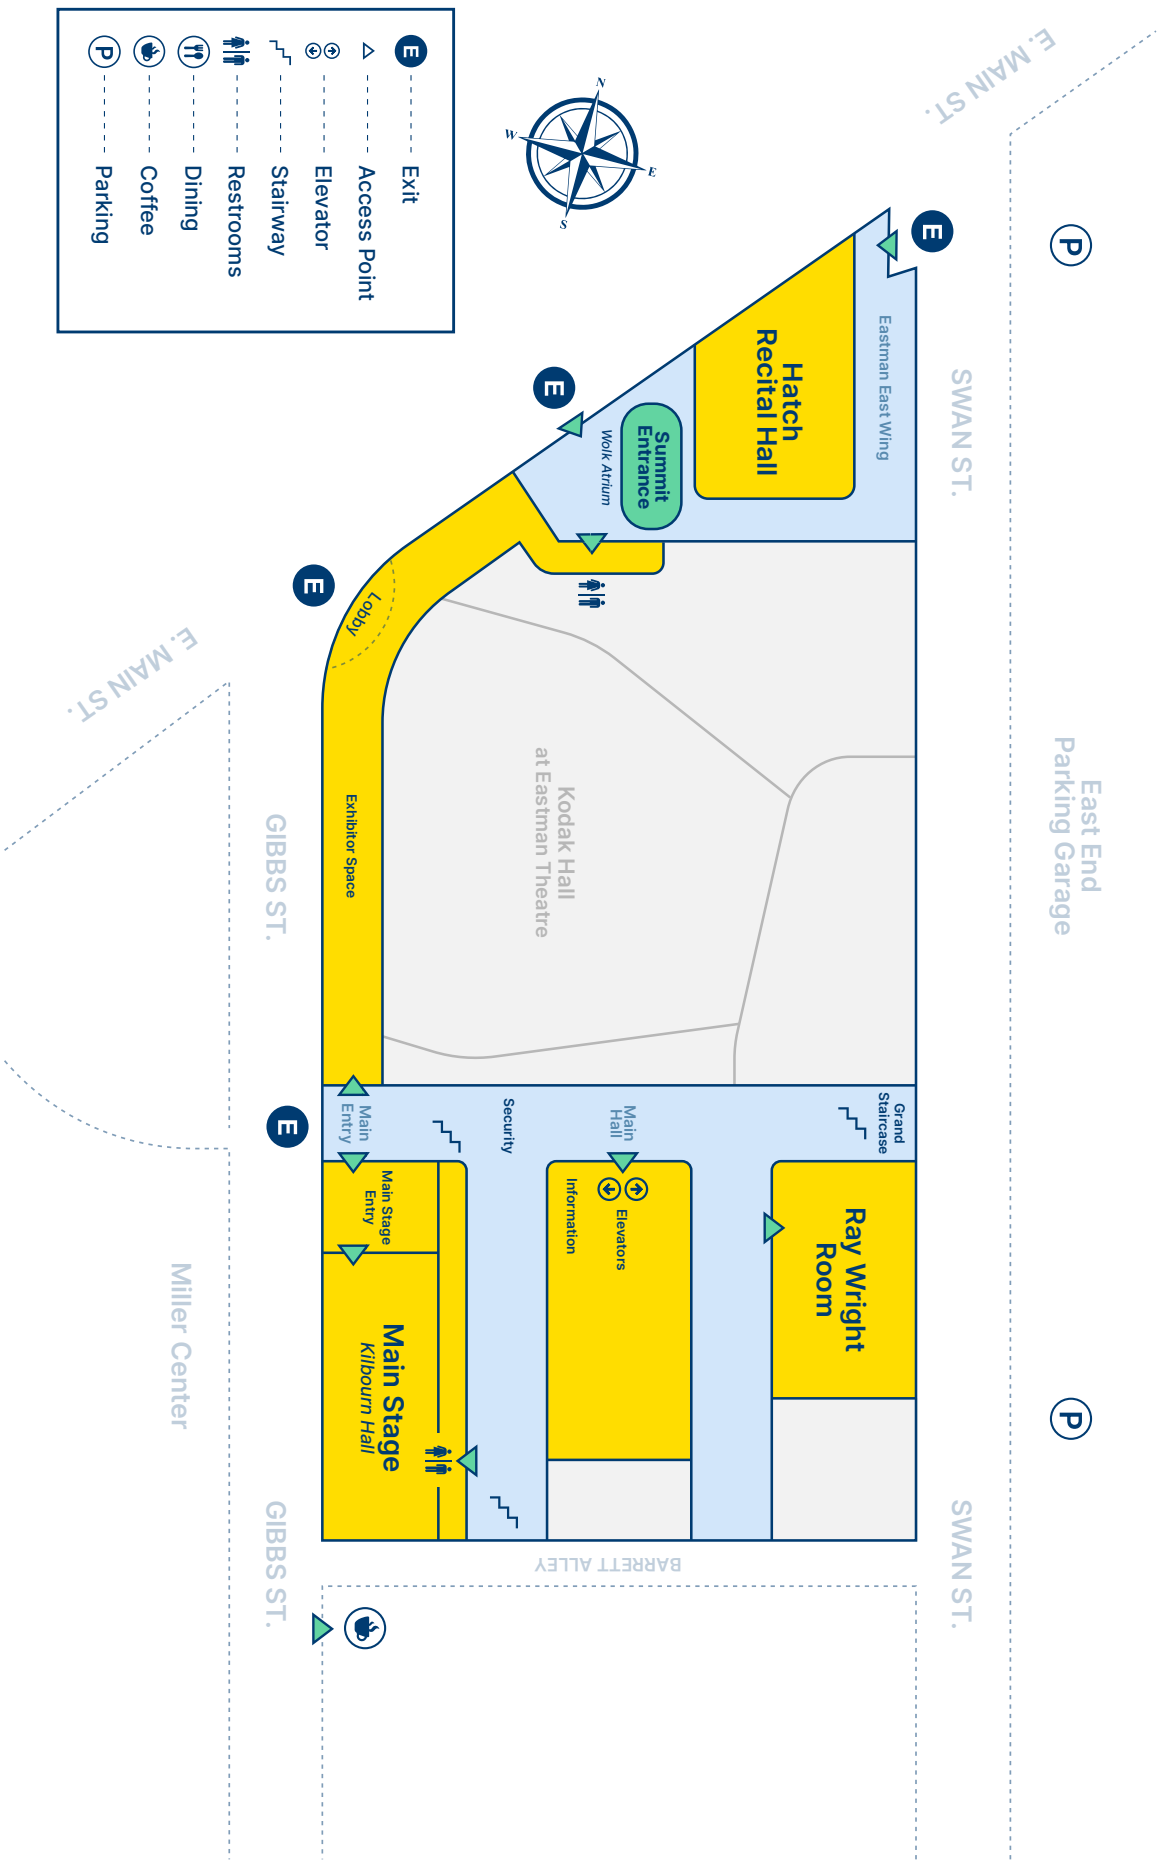 E
Exit
Access Point
Elevator
Stairway
Restrooms
Dining
Coffee
P
Parking
N
E
S
W
E. MAIN ST.
P
SWAN ST.
East End
Parking Garage
P
SWAN ST.
E
Eastman East Wing
Hatch
Recital Hall
Summit
Entrance
Wolk Atrium
E
E
Lobby
E. MAIN ST.
Kodak Hall
at Eastman Theatre
Exhibitor Space
GIBBS ST.
E
Main
Entry
Security
Main
Hall
Grand
Staircase
Main Stage
Entry
Information
Elevators
Ray Wright
Room
Main Stage
Kilbourn Hall
Miller Center
GIBBS ST.
BARRETT ALLEY